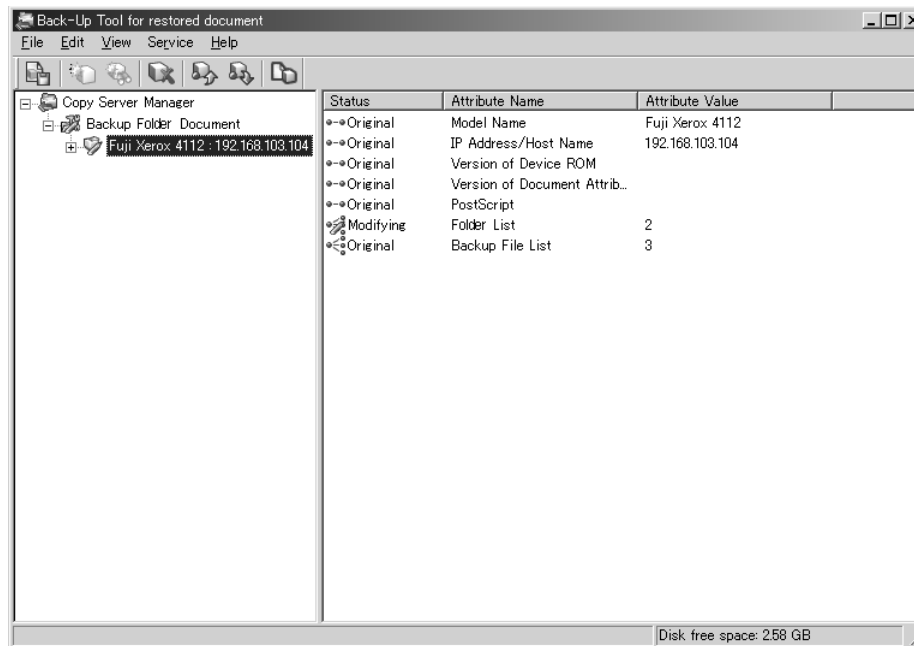 Back-Up Tool for restored document
File Edit View Service Help
Copy Server Manager
Backup Folder Document
Fuji Xerox 4112 : 192.168.103.104
Status Attribute Name Attribute Value
Original Model Name Fuji Xerox 4112
Original IP Address/Host Name 192.168.103.104
Original Version of Device ROM
Original Version of Document Attrib...
Original PostScript
Modifying Folder List 2
Original Backup File List 3
Disk free space: 2.58 GB